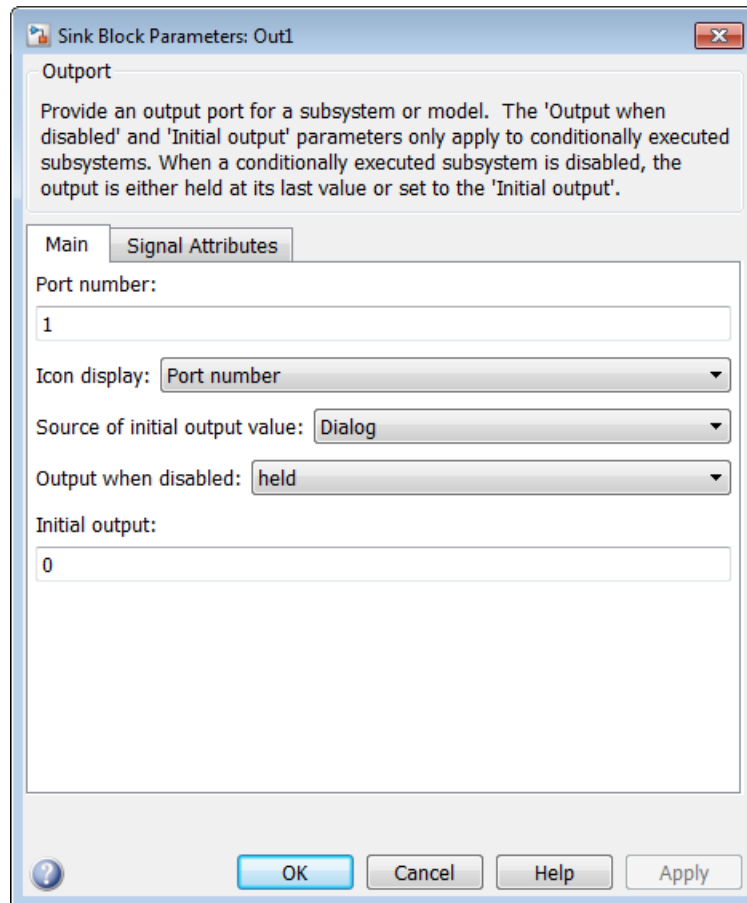 Sink Block Parameters: Out1
Outport
Provide an output port for a subsystem or model.  The 'Output when
disabled' and 'Initial output' parameters only apply to conditionally executed
subsystems. When a conditionally executed subsystem is disabled, the
output is either held at its last value or set to the 'Initial output'.
Main Signal Attributes
Port number:
1
Icon display: Port number
Source of initial output value: Dialog
Output when disabled: held
Initial output:
0
? OK Cancel Help Apply